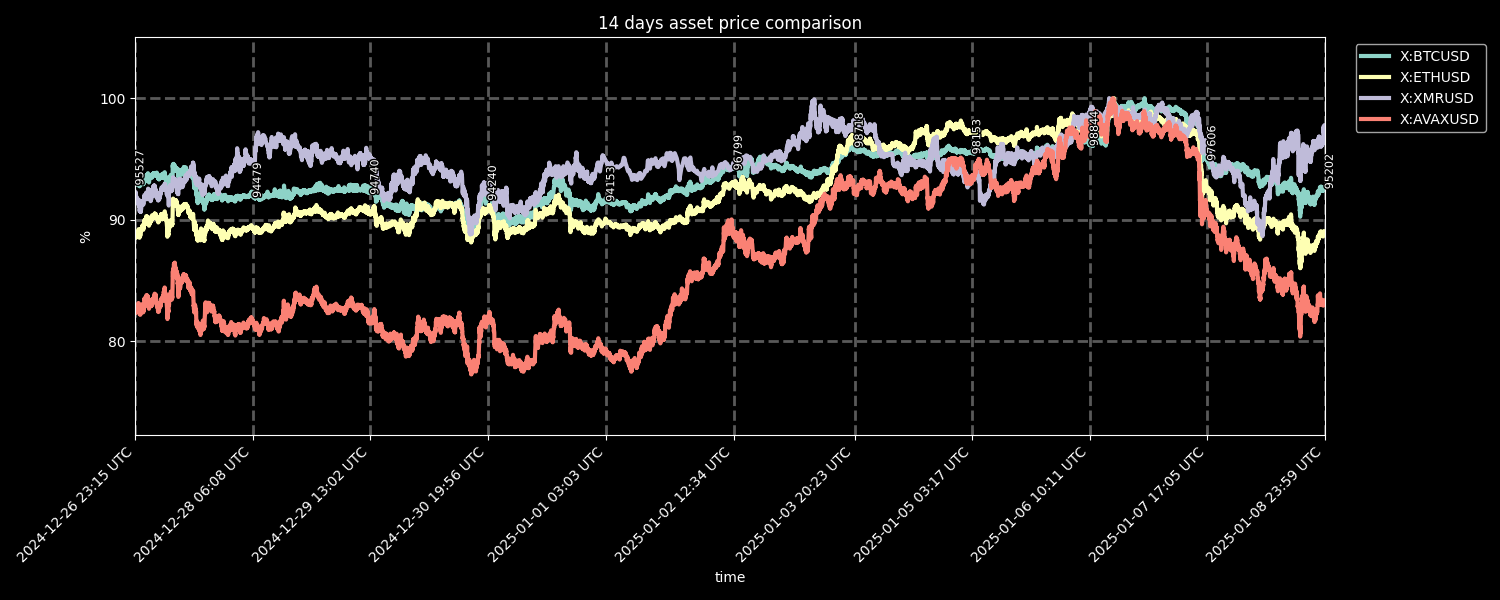 14 days asset price comparison
X:BTCUSD
X:ETHUSD
X:XMRUSD
X:AVAXUSD
100
90
80
%
95527
94479
94740
94240
94153
96799
98718
98153
98844
97606
95202
2024-12-26 23:15 UTC
2024-12-28 06:08 UTC
2024-12-29 13:02 UTC
2024-12-30 19:56 UTC
2025-01-01 03:03 UTC
2025-01-02 12:34 UTC
2025-01-03 20:23 UTC
2025-01-05 03:17 UTC
2025-01-06 10:11 UTC
2025-01-07 17:05 UTC
2025-01-08 23:59 UTC
time